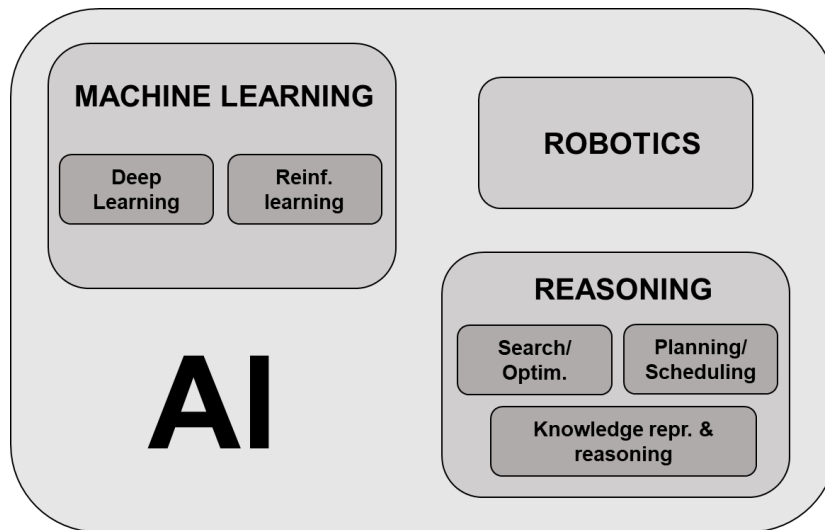 MACHINE LEARNING
Deep
Learning
Reinf.
learning
ROBOTICS
REASONING
Search/
Optim.
Planning/
Scheduling
Knowledge repr. &
reasoning
AI